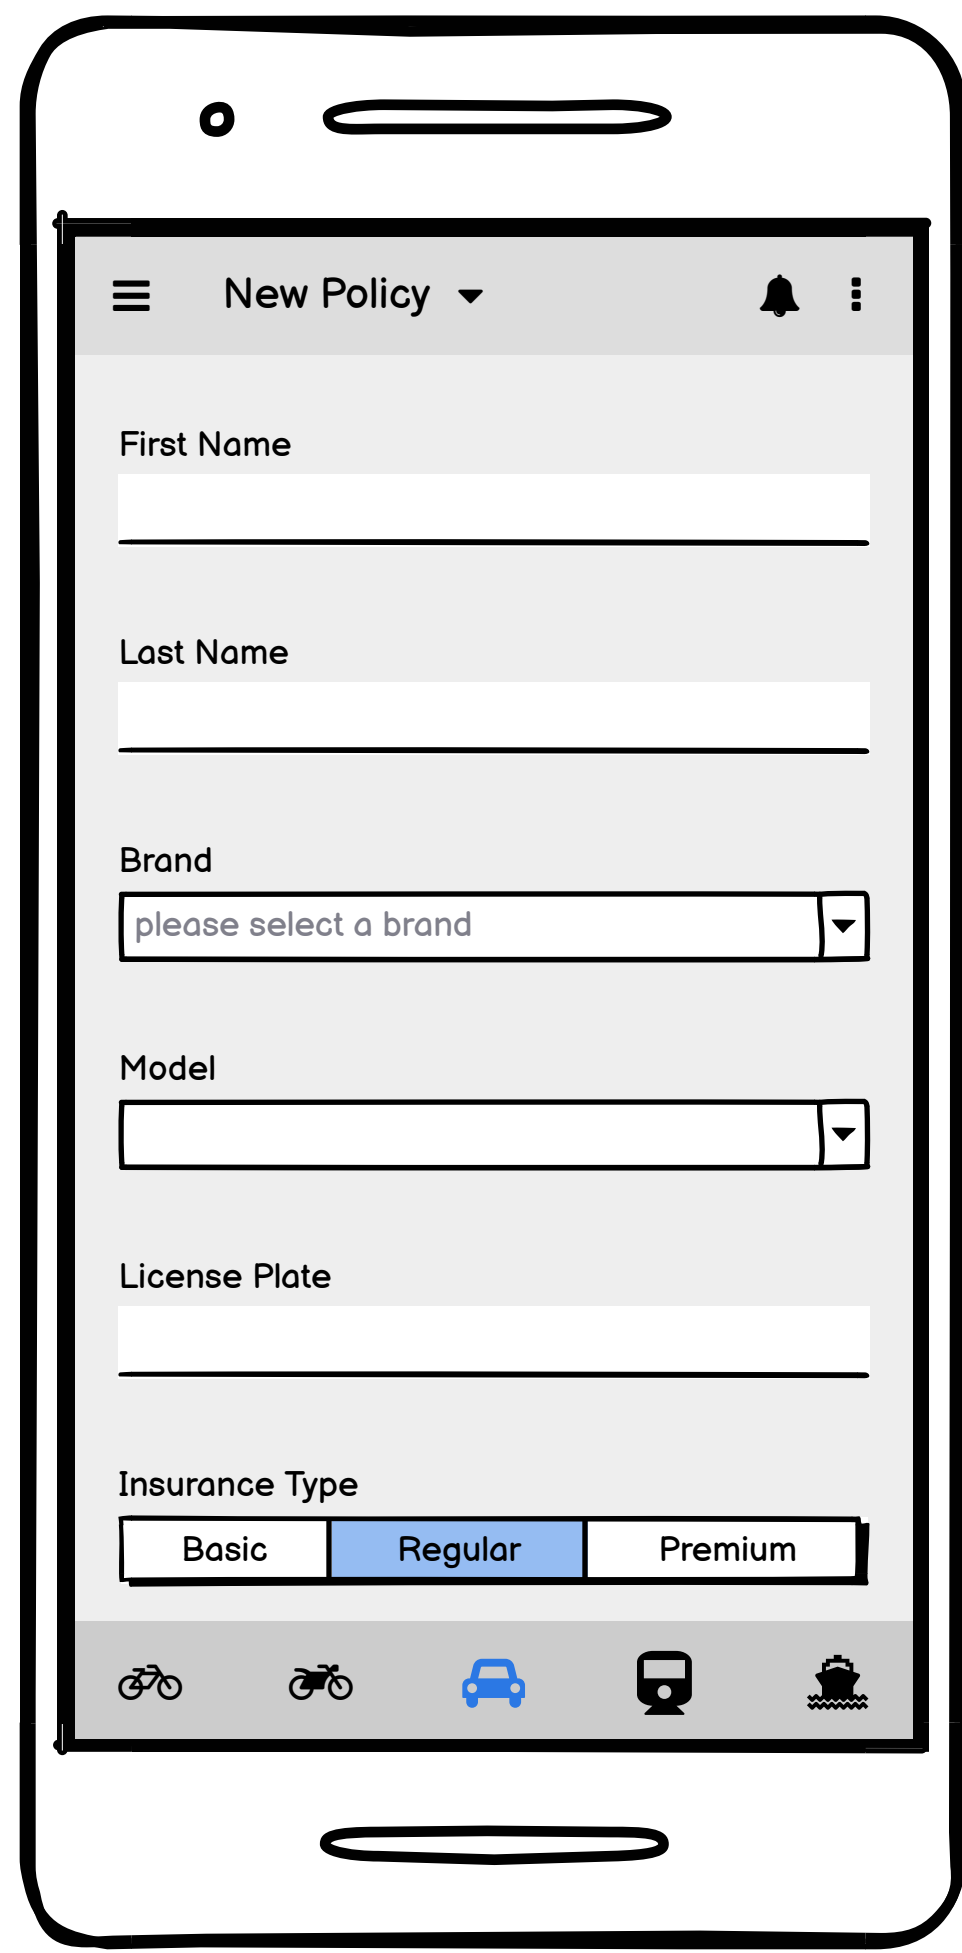 New Policy
First Name
Last Name
Brand
please select a brand
Model
License Plate
Insurance Type
Basic Regular Premium